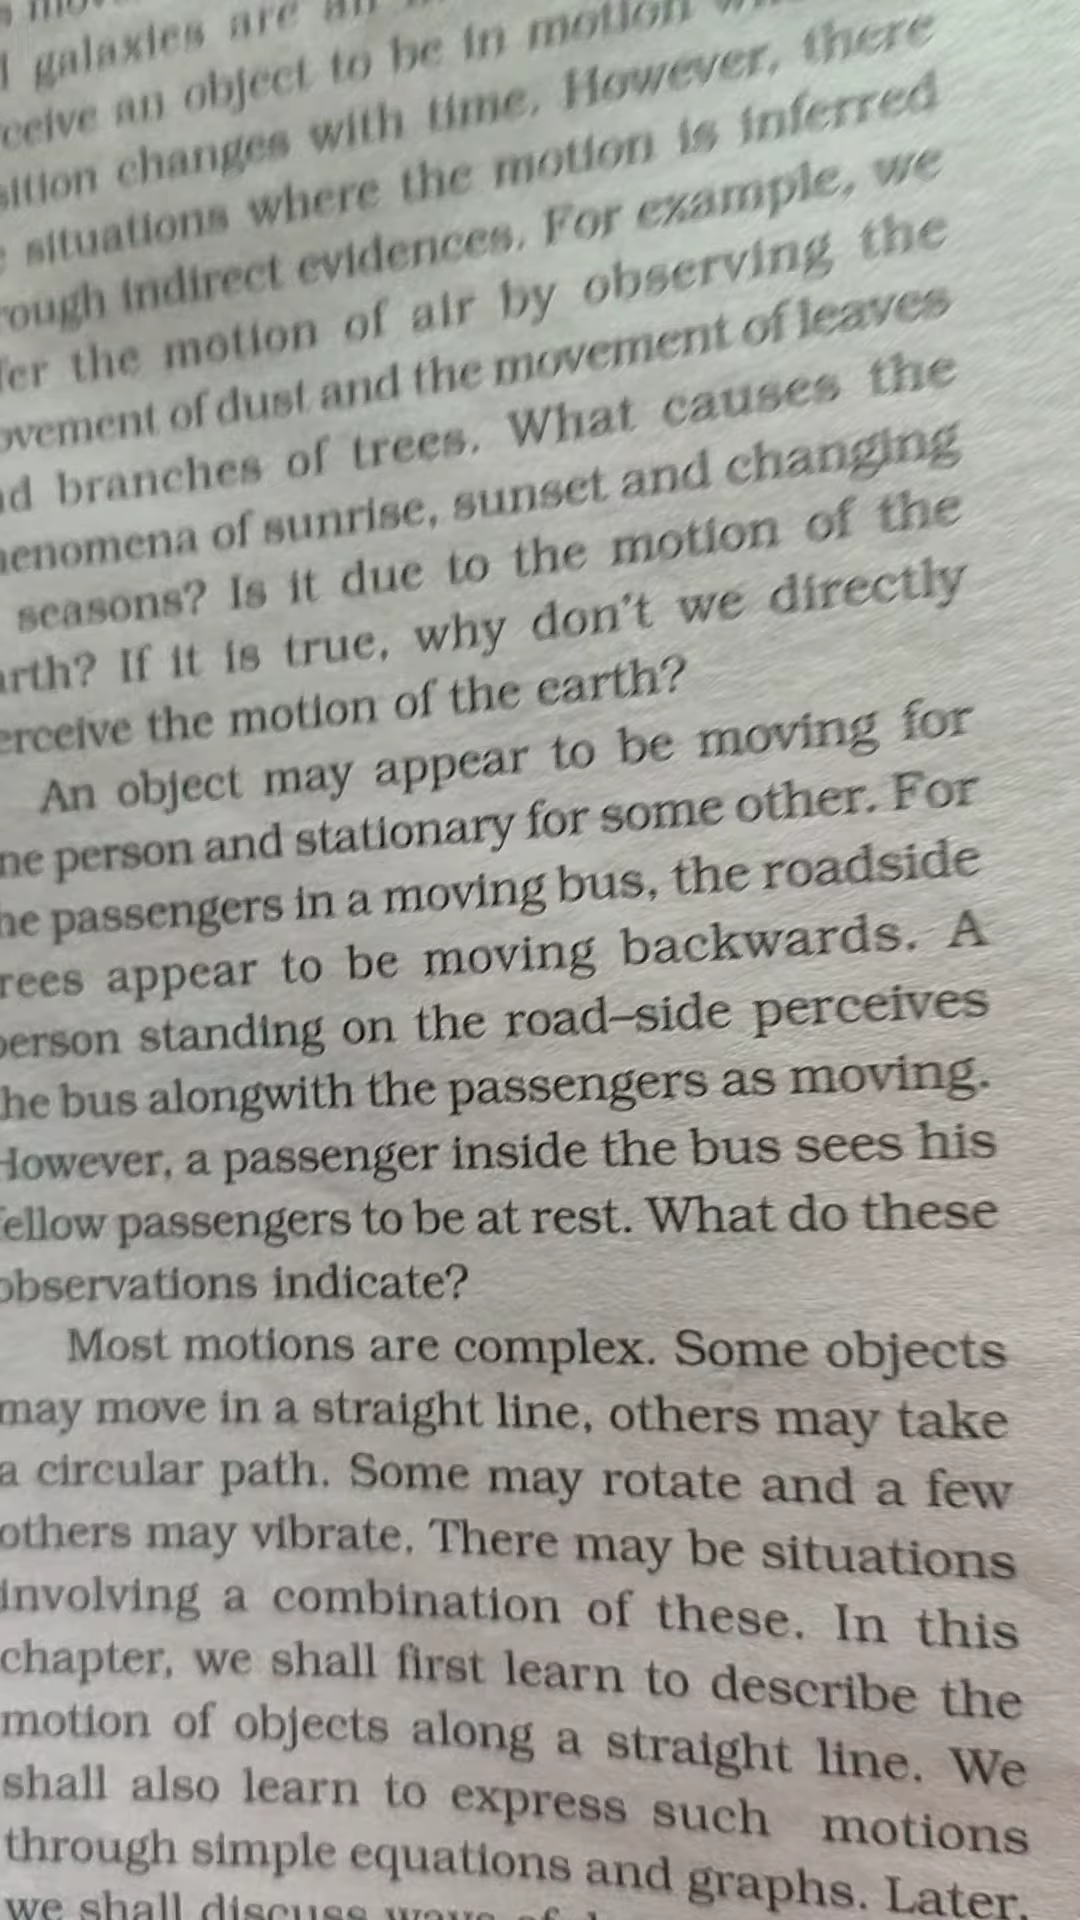 galaxies are
ceive an object to be in motion
sition changes with time. However, there
situations where the motion is inferred
rough indirect evidences. For example, we
fer the motion of air by observing the
ovement of dust and the movement of leaves
nd branches of trees. What causes the
henomena of sunrise, sunset and changing
seasons? Is it due to the motion of the
arth? If it is true, why don't we directly
erceive the motion of the earth?
An object may appear to be moving for
ne person and stationary for some other. For
he passengers in a moving bus, the roadside
rees appear to be moving backwards. A
person standing on the road–side perceives
he bus alongwith the passengers as moving.
However, a passenger inside the bus sees his
fellow passengers to be at rest. What do these
observations indicate?
Most motions are complex. Some objects
may move in a straight line, others may take
a circular path. Some may rotate and a few
others may vibrate. There may be situations
involving a combination of these. In this
chapter, we shall first learn to describe the
motion of objects along a straight line. We
shall also learn to express such motions
through simple equations and graphs. Later,
we shall discuss ways of